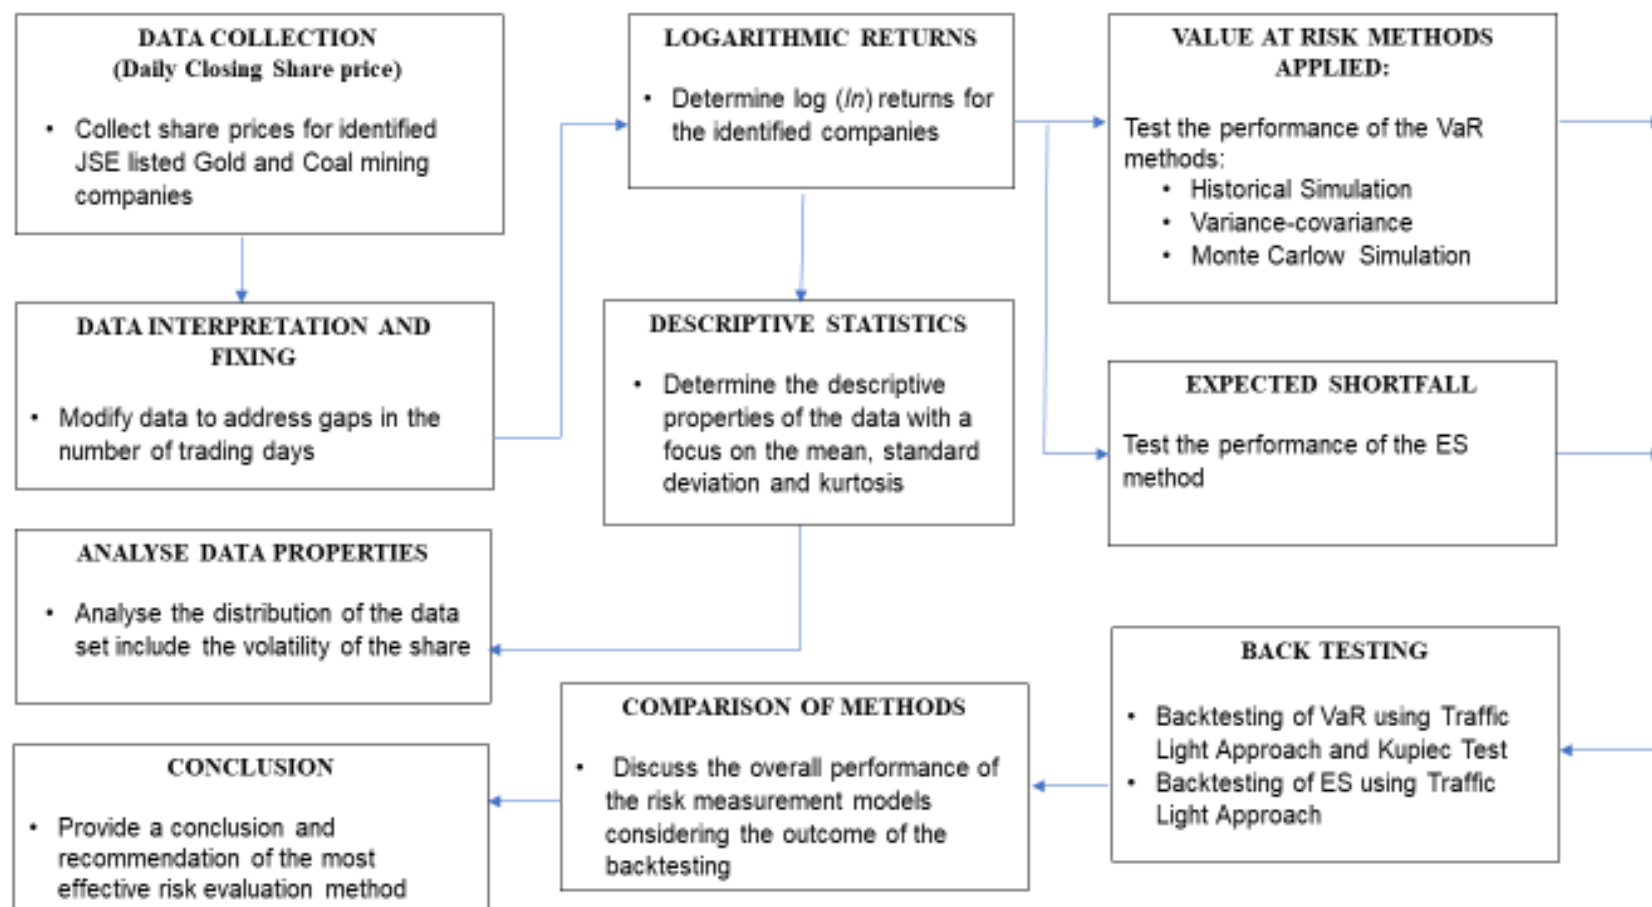 DATA COLLECTION
(Daily Closing Share price)
• Collect share prices for identified
JSE listed Gold and Coal mining
companies
DATA INTERPRETATION AND
FIXING
• Modify data to address gaps in the
number of trading days
LOGARITHMIC RETURNS
• Determine log (ln) returns for
the identified companies
DESCRIPTIVE STATISTICS
• Determine the descriptive
properties of the data with a
focus on the mean, standard
deviation and kurtosis
ANALYSE DATA PROPERTIES
• Analyse the distribution of the data
set include the volatility of the share
VALUE AT RISK METHODS
APPLIED:
Test the performance of the VaR
methods:
• Historical Simulation
• Variance-covariance
• Monte Carlow Simulation
EXPECTED SHORTFALL
Test the performance of the ES
method
BACK TESTING
• Backtesting of VaR using Traffic
Light Approach and Kupiec Test
• Backtesting of ES using Traffic
Light Approach
COMPARISON OF METHODS
• Discuss the overall performance of
the risk measurement models
considering the outcome of the
backtesting
CONCLUSION
• Provide a conclusion and
recommendation of the most
effective risk evaluation method